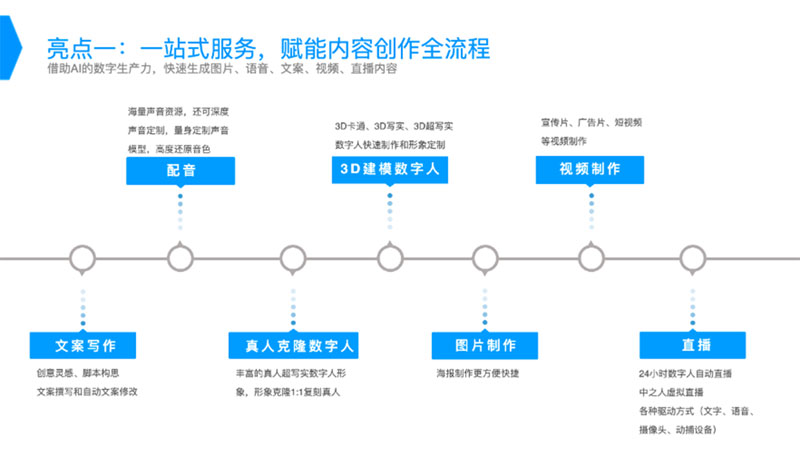 亮点一：一站式服务，赋能内容创作全流程
借助AI的数字生产力，快速生成图片、语音、文案、视频、直播内容
海量声音资源，还可深度
声音定制，量身定制声音
模型，高度还原音色
配音
3D卡通、3D写实、3D超写实
数字人快速制作和形象定制
3D建模数字人
宣传片、广告片、短视频
等视频制作
视频制作
文案写作
创意灵感、脚本构思
文案撰写和自动文案修改
真人克隆数字人
丰富的真人超写实数字人形
象，形象克隆1:1复刻真人
图片制作
海报制作更方便快捷
直播
24小时数字人自动直播
中之人虚拟直播
各种驱动方式（文字、语音、
摄像头、动捕设备）